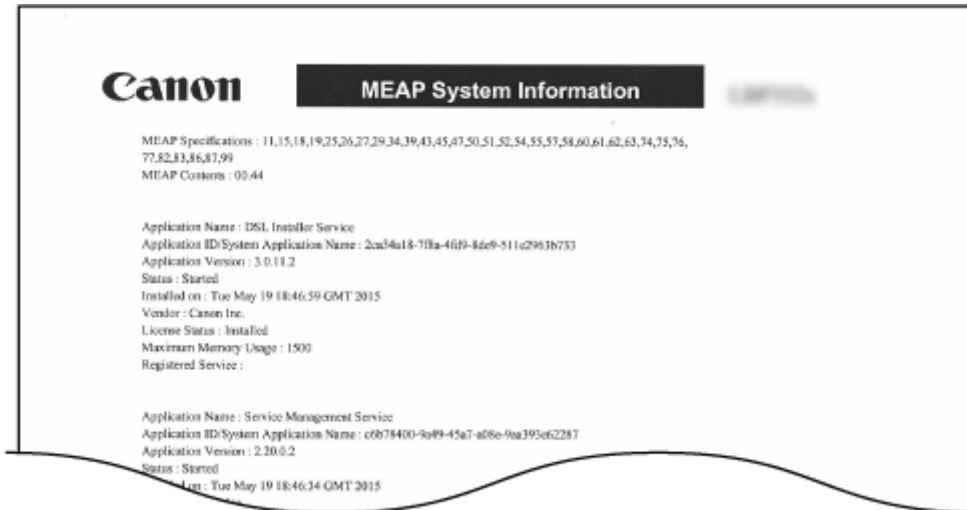 Canon
MEAP System Information
MEAP Specifications : 11,15,18,19,25,26,27,29,34,39,43,45,47,50,51,52,54,55,57,58,60,61,62,63,74,75,76,
77,82,83,86,87,99
MEAP Contents : 00.44
Application Name : DSL Installer Service
Application ID/System Application Name : 2ca34a18-7f8a-4fd9-8de9-511c2963b733
Application Version : 3.0.11.2
Status : Started
Installed on : Tue May 19 18:46:59 GMT 2015
Vendor : Canon Inc.
License Status : Installed
Maximum Memory Usage : 1500
Registered Service :
Application Name : Service Management Service
Application ID/System Application Name : c6b78400-9a49-45a7-a08e-9aa393e62287
Application Version : 2.20.0.2
Status : Started
on : Tue May 19 18:46:34 GMT 2015